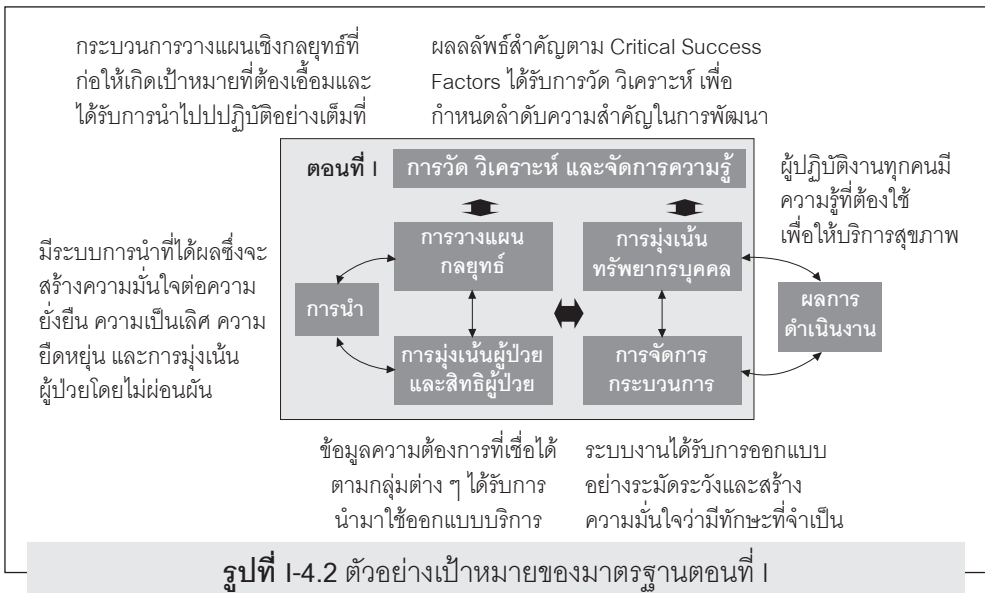 กระบวนการวางแผนเชิงกลยุทธ์ที่
ก่อให้เกิดเป้าหมายที่ต้องเอื้อมและ
ได้รับการนำไปปปฏิบัติอย่างเต็มที่
ผลลลัพธ์สำคัญตาม Critical Success
Factors ได้รับการวัด วิเคราะห์ เพื่อ
กำหนดลำดับความสำคัญในการพัฒนา
ตอนที่ I
การวัด วิเคราะห์ และจัดการความรู้
ผู้ปฏิบัติงานทุกคนมี
ความรู้ที่ต้องใช้
เพื่อให้บริการสุขภาพ
มีระบบการนำที่ได้ผลซึ่งจะ
สร้างความมั่นใจต่อความ
ยั่งยืน ความเป็นเลิศ ความ
ยืดหยุ่น และการมุ่งเน้น
ผู้ป่วยโดยไม่ผ่อนผัน
การนำ
การวางแผน
กลยุทธ์
การมุ่งเน้น
ทรัพยากรบุคคล
การมุ่งเน้นผู้ป่วย
และสิทธิผู้ป่วย
การจัดการ
กระบวนการ
ผลการ
ดำเนินงาน
ข้อมูลความต้องการที่เชื่อได้
ตามกลุ่มต่าง ๆ ได้รับการ
นำมาใช้ออกแบบบริการ
ระบบงานได้รับการออกแบบ
อย่างระมัดระวังและสร้าง
ความมั่นใจว่ามีทักษะที่จำเป็น
รูปที่ I-4.2 ตัวอย่างเป้าหมายของมาตรฐานตอนที่ I